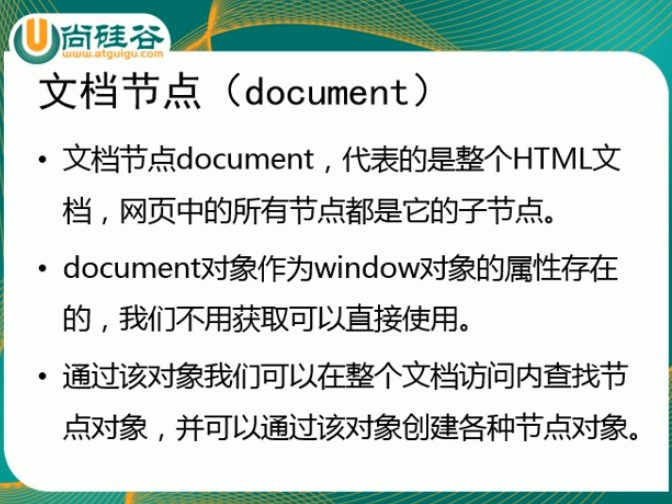 尚硅谷
www.atguigu.com
文档节点（document）
• 文档节点document，代表的是整个HTML文
档，网页中的所有节点都是它的子节点。
• document对象作为window对象的属性存在
的，我们不用获取可以直接使用。
• 通过该对象我们可以在整个文档访问内查找节
点对象，并可以通过该对象创建各种节点对象。